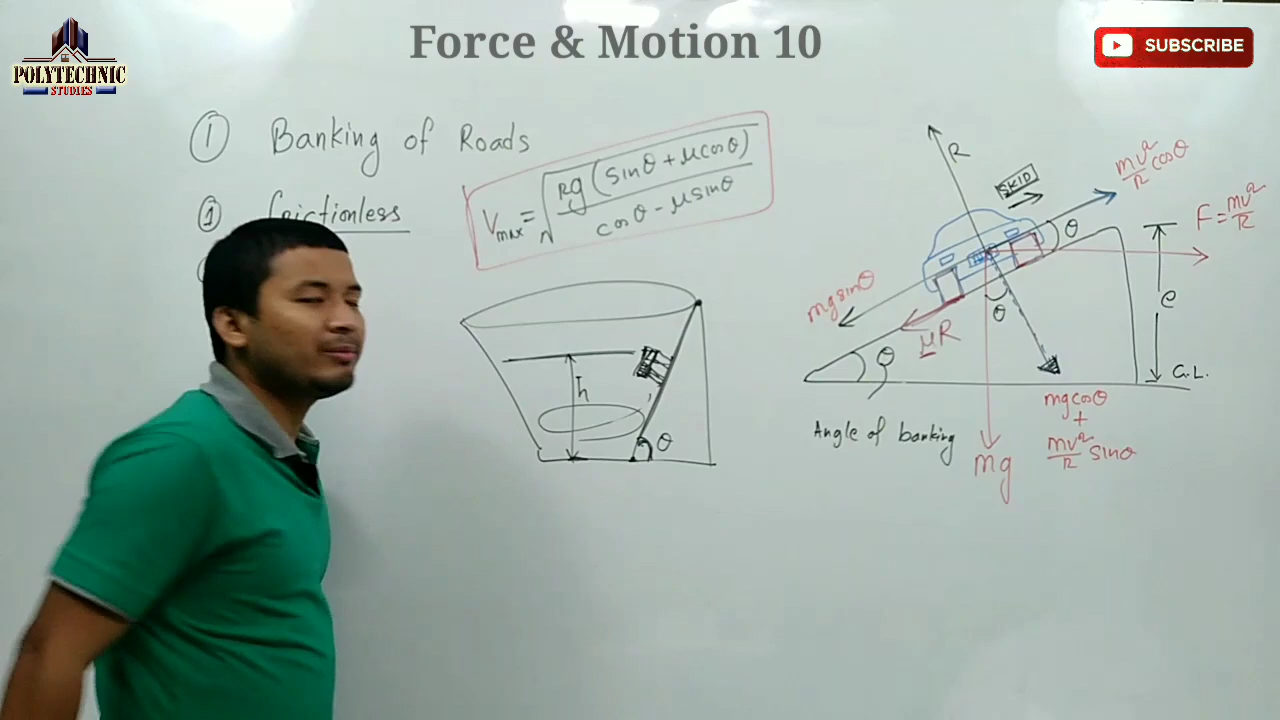 Force & Motion 10
POLYTECHNIC
STUDIES
SUBSCRIBE
① Banking of Roads
① frictionless
Vmax = √(Rg (sinθ + μcosθ) / cosθ - μsinθ)
h
θ
R
SKID
mv²/R cosθ
θ
F = mv²/R
mg sinθ
μR
θ
θ
e
G.L.
Angle of banking
mg
mg cosθ
+
mv²/R sinθ